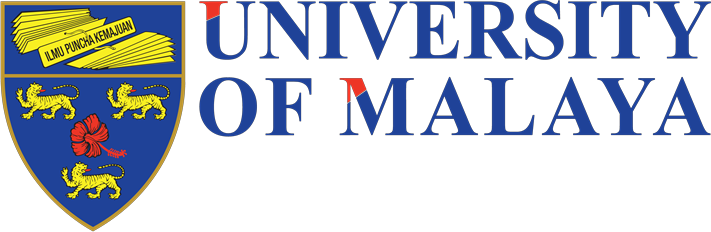 ILMU PUNCHA KEMAJUAN
UNIVERSITY
OF MALAYA